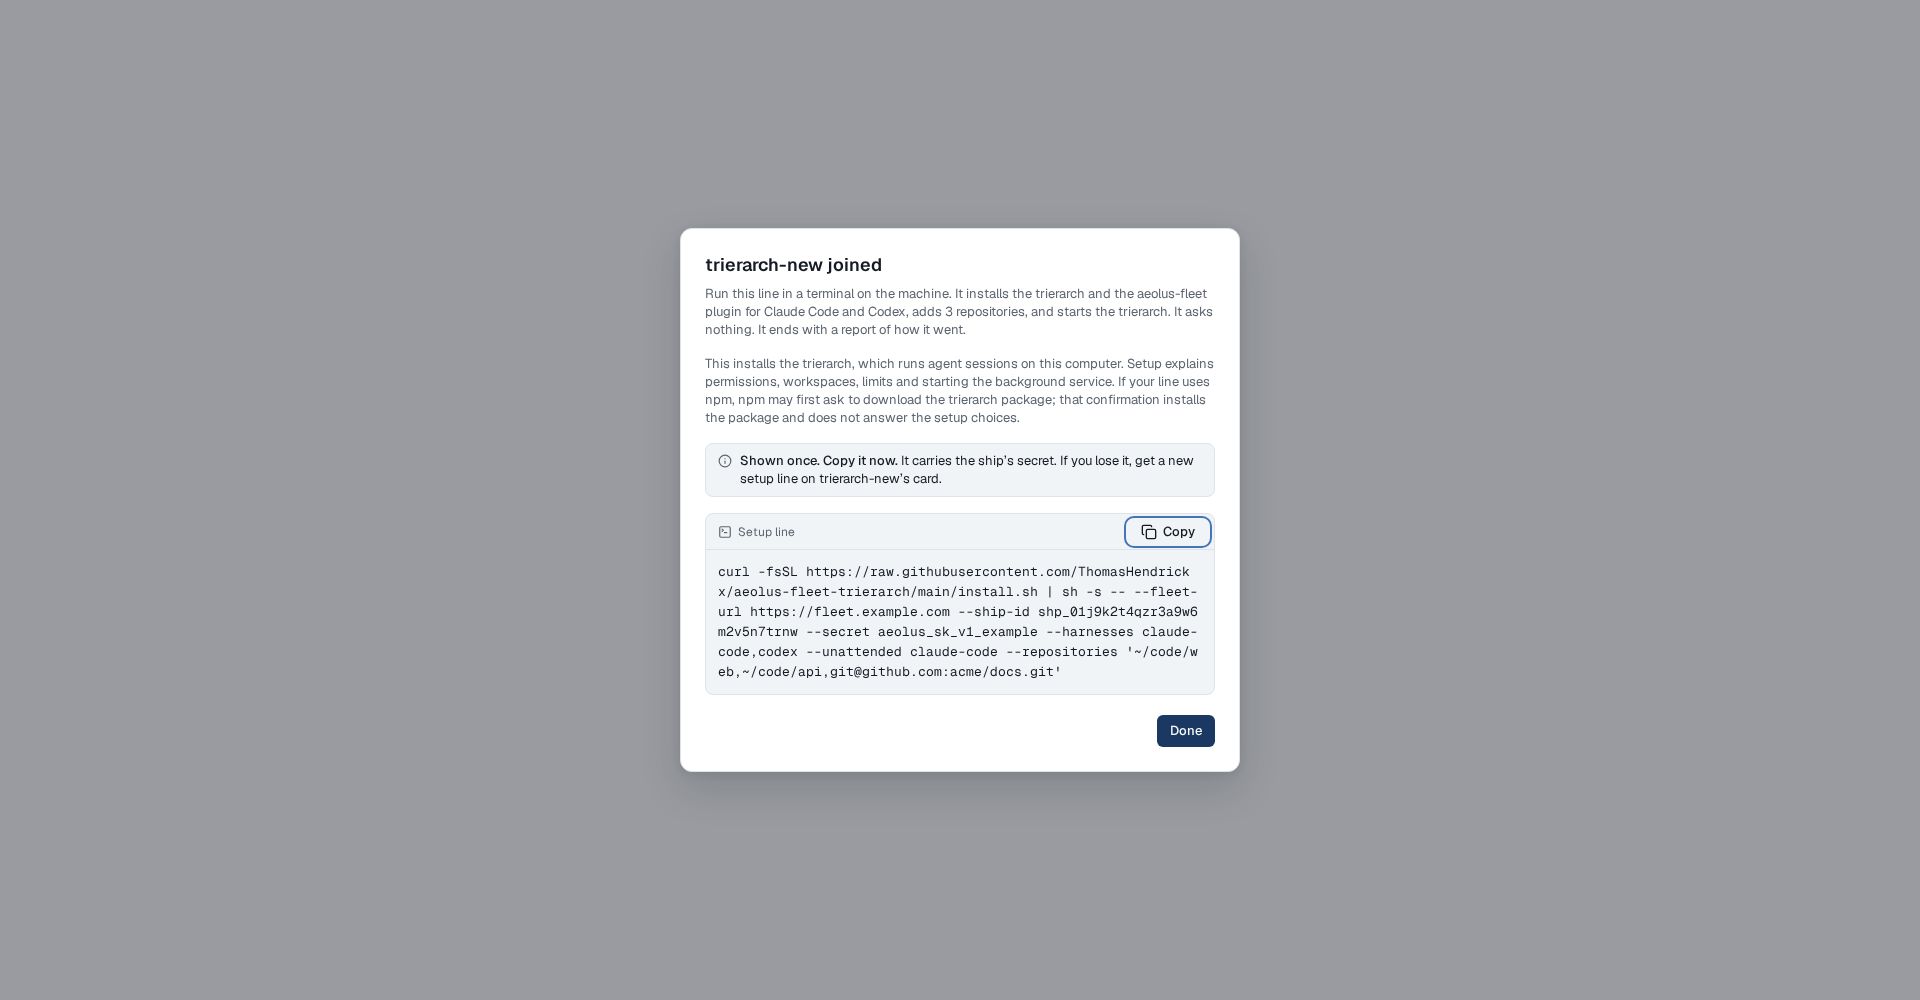 trierarch-new joined
Run this line in a terminal on the machine. It installs the trierarch and the aeolus-fleet
plugin for Claude Code and Codex, adds 3 repositories, and starts the trierarch. It asks
nothing. It ends with a report of how it went.
This installs the trierarch, which runs agent sessions on this computer. Setup explains
permissions, workspaces, limits and starting the background service. If your line uses
npm, npm may first ask to download the trierarch package; that confirmation installs
the package and does not answer the setup choices.
Shown once. Copy it now. It carries the ship's secret. If you lose it, get a new
setup line on trierarch-new's card.
Setup line
Copy
curl -fsSL https://raw.githubusercontent.com/ThomasHendrick
x/aeolus-fleet-trierarch/main/install.sh | sh -s -- --fleet-
url https://fleet.example.com --ship-id shp_01j9k2t4qzr3a9w6
m2v5n7trnw --secret aeolus_sk_v1_example --harnesses claude-
code,codex --unattended claude-code --repositories '~/code/w
eb,~/code/api,git@github.com:acme/docs.git'
Done